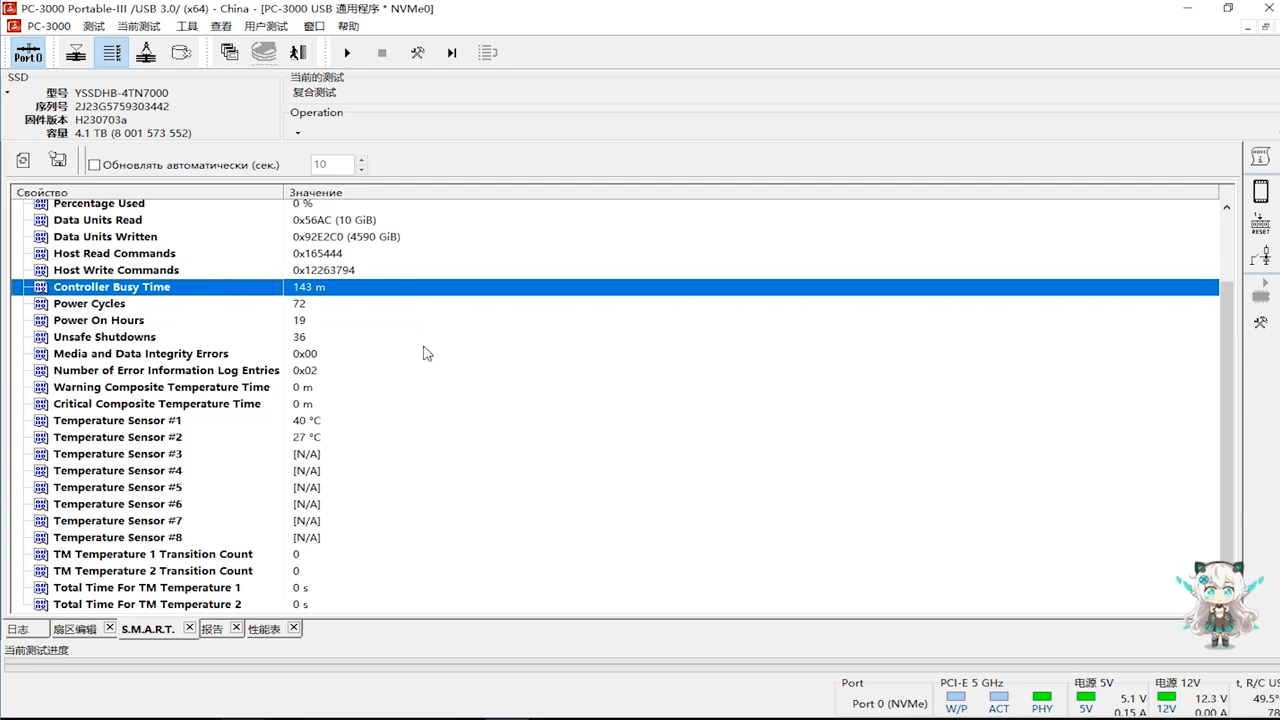 PC-3000 Portable-III /USB 3.0/ (x64) - China - [PC-3000 USB 通用程序 * NVMe0]
PC-3000 测试 当前测试 工具 查看 用户测试 窗口 帮助
Port0
SSD
型号 YSSDHB-4TN7000
序列号 2J23G5759303442
固件版本 H230703a
容量 4.1 TB (8 001 573 552)
当前的测试
复合测试
Operation
Обновлять автоматически (сек.) 10
Свойство Значение
Percentage Used 0 %
Data Units Read 0x56AC (10 GiB)
Data Units Written 0x92E2C0 (4590 GiB)
Host Read Commands 0x165444
Host Write Commands 0x12263794
Controller Busy Time 143 m
Power Cycles 72
Power On Hours 19
Unsafe Shutdowns 36
Media and Data Integrity Errors 0x00
Number of Error Information Log Entries 0x02
Warning Composite Temperature Time 0 m
Critical Composite Temperature Time 0 m
Temperature Sensor #1 40 °C
Temperature Sensor #2 27 °C
Temperature Sensor #3 [N/A]
Temperature Sensor #4 [N/A]
Temperature Sensor #5 [N/A]
Temperature Sensor #6 [N/A]
Temperature Sensor #7 [N/A]
Temperature Sensor #8 [N/A]
TM Temperature 1 Transition Count 0
TM Temperature 2 Transition Count 0
Total Time For TM Temperature 1 0 s
Total Time For TM Temperature 2 0 s
RESET
日志 扇区编辑 S.M.A.R.T. 报告 性能表
当前测试进度
Port
Port 0 (NVMe)
PCI-E 5 GHz
W/P ACT PHY
电源 5V
5V 5.1 V
0.15 A
电源 12V
12V 12.3 V
0.00 A
t, R/C US
49.5°
78